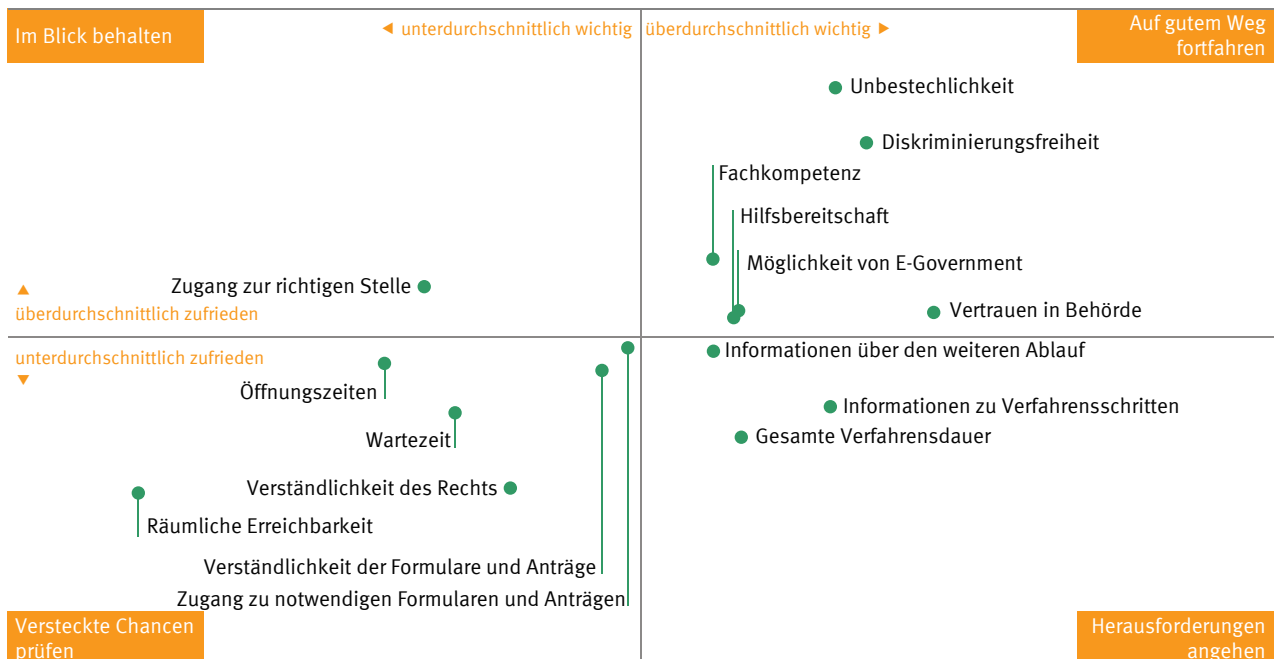 Im Blick behalten
◄ unterdurchschnittlich wichtig
überdurchschnittlich wichtig ►
Auf gutem Weg
fortfahren
Unbestechlichkeit
Diskriminierungsfreiheit
Fachkompetenz
Hilfsbereitschaft
Möglichkeit von E-Government
Zugang zur richtigen Stelle
▲
überdurchschnittlich zufrieden
Vertrauen in Behörde
unterdurchschnittlich zufrieden
▼
Informationen über den weiteren Ablauf
Öffnungszeiten
Informationen zu Verfahrensschritten
Wartezeit
Gesamte Verfahrensdauer
Verständlichkeit des Rechts
Räumliche Erreichbarkeit
Verständlichkeit der Formulare und Anträge
Zugang zu notwendigen Formularen und Anträgen
Versteckte Chancen
prüfen
Herausforderungen
angehen